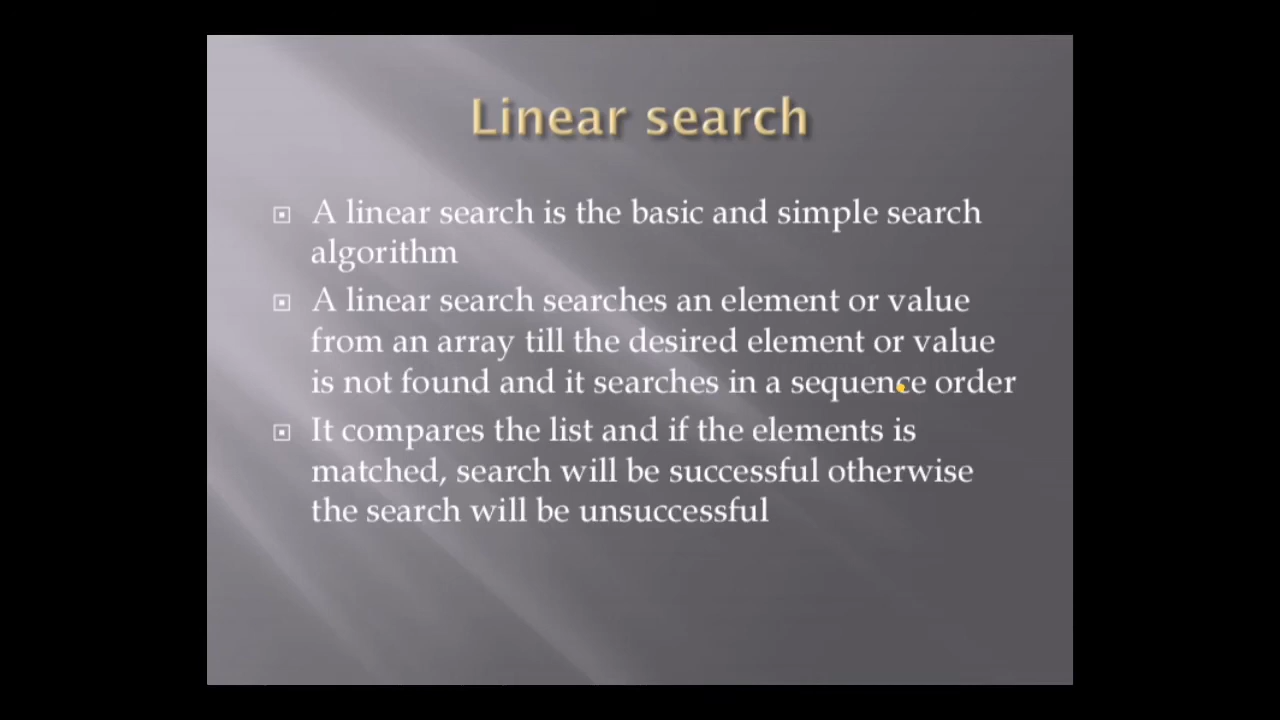 Linear search
A linear search is the basic and simple search
algorithm
A linear search searches an element or value
from an array till the desired element or value
is not found and it searches in a sequence order
It compares the list and if the elements is
matched, search will be successful otherwise
the search will be unsuccessful